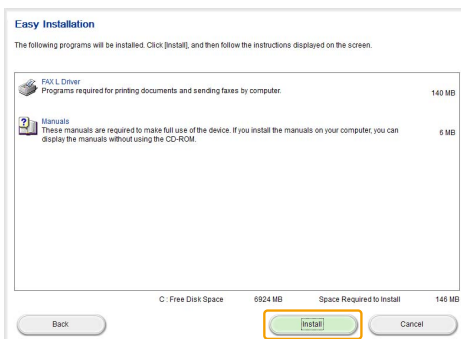 Easy Installation
The following programs will be installed. Click [Install], and then follow the instructions displayed on the screen.
FAX L Driver
Programs required for printing documents and sending faxes by computer.
140 MB
Manuals
These manuals are required to make full use of the device. If you install the manuals on your computer, you can
display the manuals without using the CD-ROM.
6 MB
C : Free Disk Space 6924 MB Space Required to Install 146 MB
Back Install Cancel